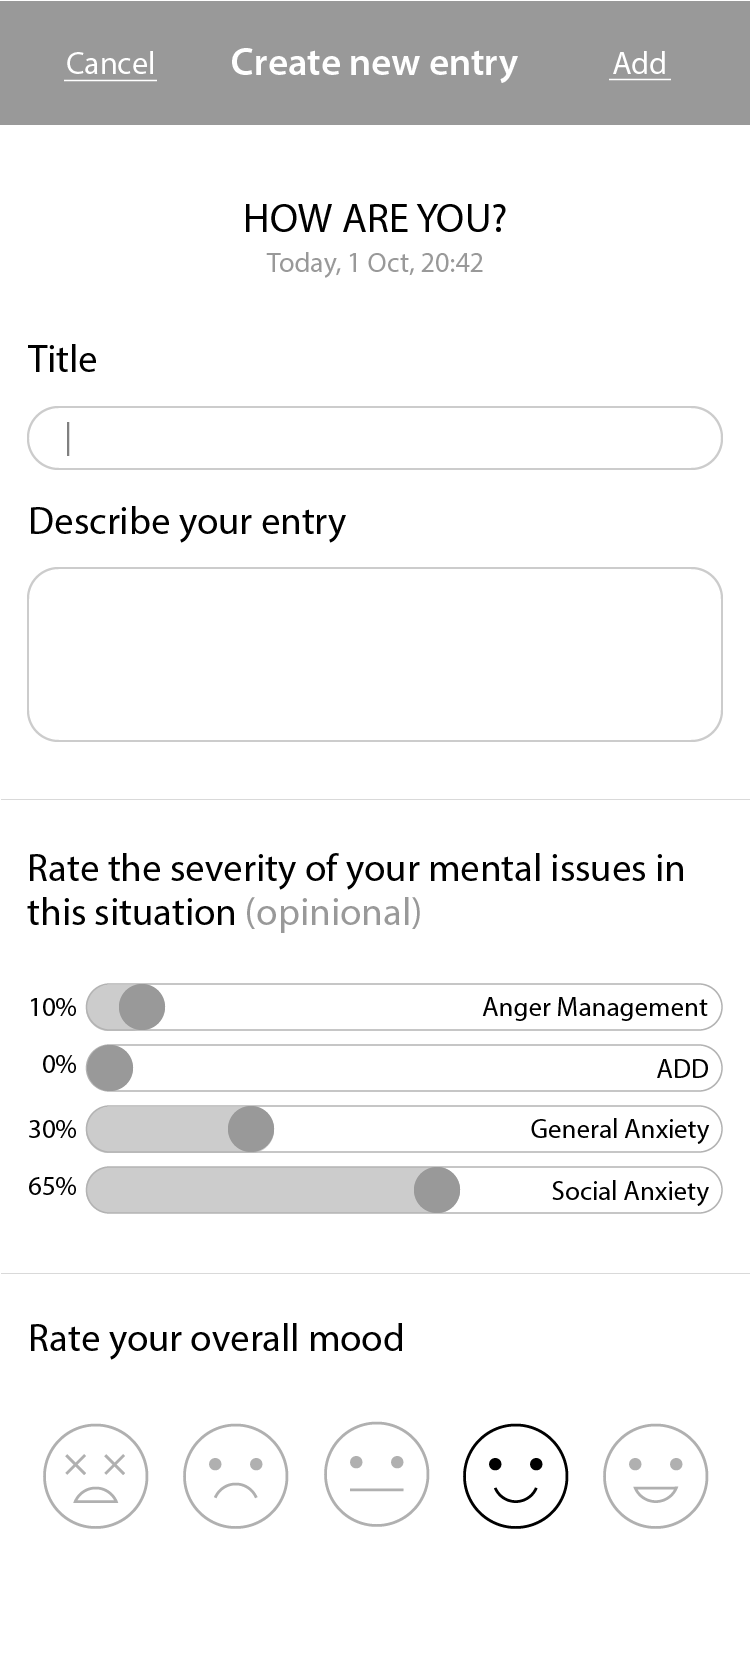 Cancel Create new entry Add
HOW ARE YOU?
Today, 1 Oct, 20:42
Title
Describe your entry
Rate the severity of your mental issues in
this situation (opinional)
10% Anger Management
0% ADD
30% General Anxiety
65% Social Anxiety
Rate your overall mood